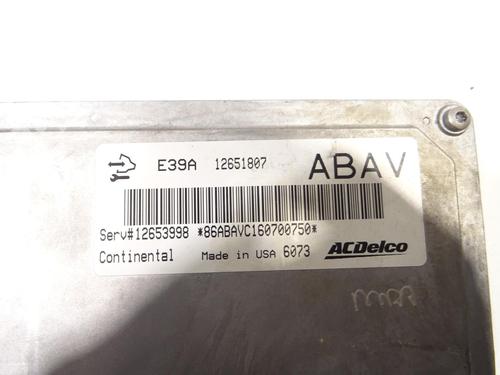 E39A 12651807 ABAV
Serv#12653998 *86ABAVC160700750*
Continental Made in USA 6073 ACDelco